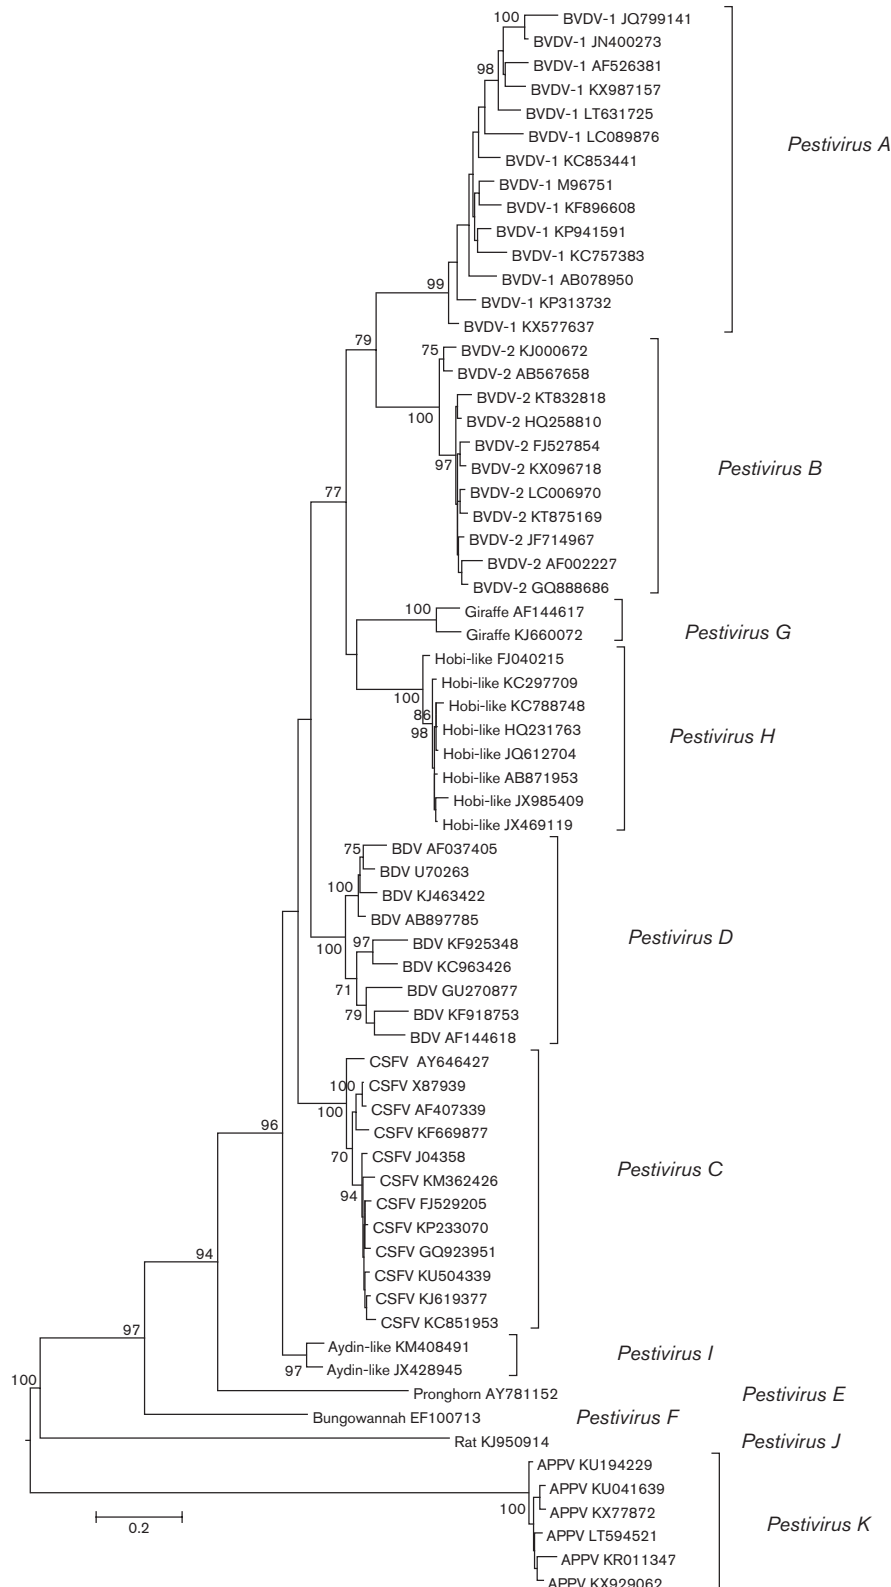 100
BVDV-1 JQ799141
BVDV-1 JN400273
98
BVDV-1 AF526381
BVDV-1 KX987157
BVDV-1 LT631725
BVDV-1 LC089876
Pestivirus A
BVDV-1 KC853441
BVDV-1 M96751
BVDV-1 KF896608
BVDV-1 KP941591
BVDV-1 KC757383
BVDV-1 AB078950
99
BVDV-1 KP313732
BVDV-1 KX577637
79
75
BVDV-2 KJ000672
BVDV-2 AB567658
BVDV-2 KT832818
100
BVDV-2 HQ258810
BVDV-2 FJ527854
97
BVDV-2 KX096718
Pestivirus B
77
BVDV-2 LC006970
BVDV-2 KT875169
BVDV-2 JF714967
BVDV-2 AF002227
BVDV-2 GQ888686
100
Giraffe AF144617
Giraffe KJ660072
Pestivirus G
Hobi-like FJ040215
Hobi-like KC297709
100
Hobi-like KC788748
86
Hobi-like HQ231763
98
Pestivirus H
Hobi-like JQ612704
Hobi-like AB871953
Hobi-like JX985409
Hobi-like JX469119
75
BDV AF037405
BDV U70263
100
BDV KJ463422
BDV AB897785
Pestivirus D
100
97
BDV KF925348
BDV KC963426
71
BDV GU270877
79
BDV KF918753
BDV AF144618
CSFV AY646427
100
CSFV X87939
100
CSFV AF407339
96
CSFV KF669877
70
CSFV J04358
Pestivirus C
CSFV KM362426
94
CSFV FJ529205
CSFV KP233070
94
CSFV GQ923951
CSFV KU504339
CSFV KJ619377
CSFV KC851953
97
Aydin-like KM408491
Pestivirus I
97
Aydin-like JX428945
100
Pronghorn AY781152
Pestivirus E
Bungowannah EF100713
Pestivirus F
Rat KJ950914
Pestivirus J
APPV KU194229
APPV KU041639
100
APPV KX77872
Pestivirus K
0.2
APPV LT594521
APPV KR011347
APPV KX929062